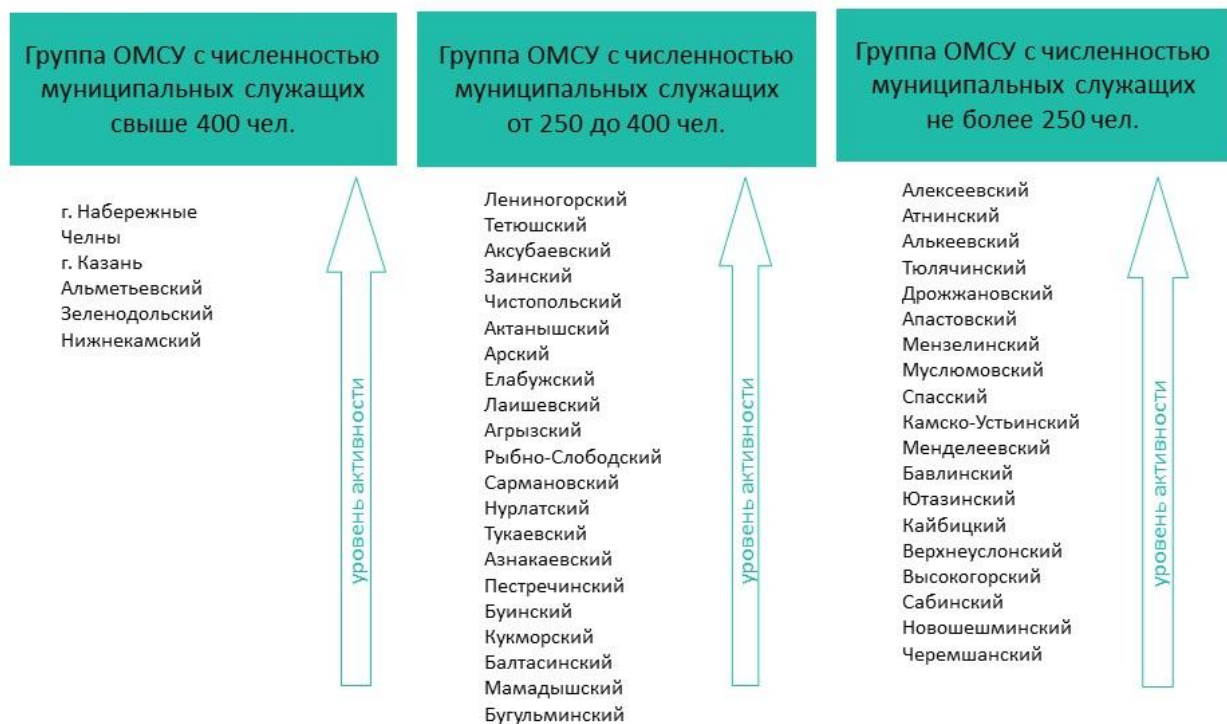 Группа ОМСУ с численностью
муниципальных служащих
свыше 400 чел.
г. Набережные
Челны
г. Казань
Альметьевский
Зеленодольский
Нижнекамский
уровень активности
Группа ОМСУ с численностью
муниципальных служащих
от 250 до 400 чел.
Лениногорский
Тетюшский
Аксубаевский
Заинский
Чистопольский
Актанышский
Арский
Елабужский
Лаишевский
Агрызский
Рыбно-Слободский
Сармановский
Нурлатский
Тукаевский
Азнакаевский
Пестречинский
Буинский
Кукморский
Балтасинский
Мамадышский
Бугульминский
уровень активности
Группа ОМСУ с численностью
муниципальных служащих
не более 250 чел.
Алексеевский
Атнинский
Алькеевский
Тюлячинский
Дрожжановский
Апастовский
Мензелинский
Муслюмовский
Спасский
Камско-Устьинский
Менделеевский
Бавлинский
Ютазинский
Кайбицкий
Верхнеуслонский
Высокогорский
Сабинский
Новошешминский
Черемшанский
уровень активности